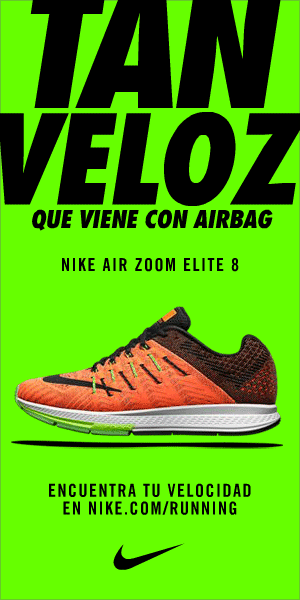 TAN
VELOZ
QUE VIENE CON AIRBAG
NIKE AIR ZOOM ELITE 8
ENCUENTRA TU VELOCIDAD
EN NIKE.COM/RUNNING